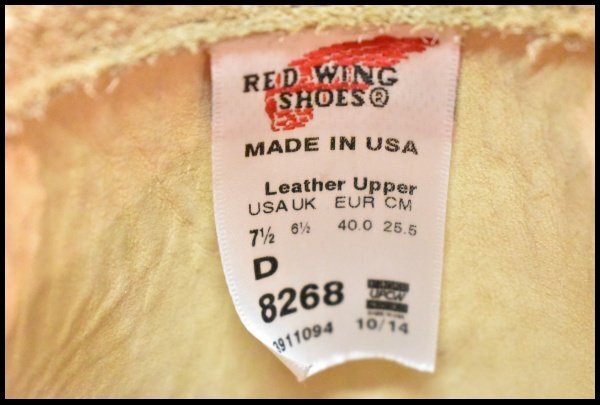 RED WING
SHOES®
MADE IN USA
Leather Upper
USA UK EUR CM
7½ 6½ 40.0 25.5
D
8268
UFCW
3911094 10/14